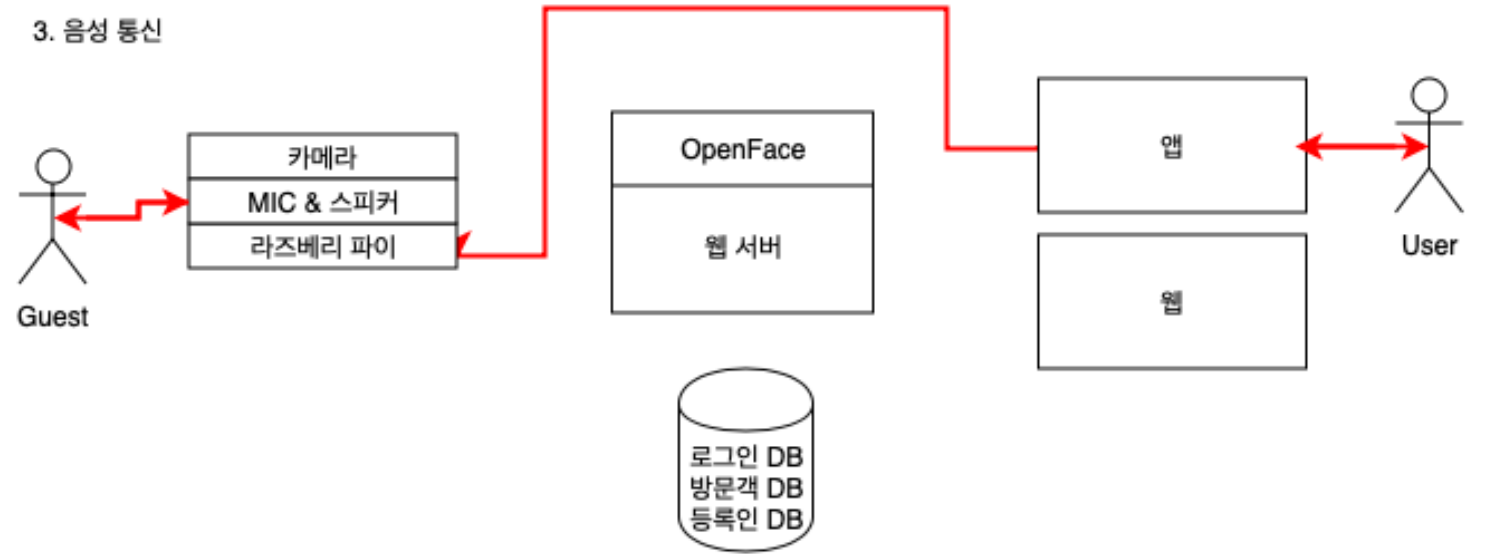 3. 음성 통신
카메라
MIC & 스피커
라즈베리 파이
Guest
OpenFace
웹 서버
로그인 DB
방문객 DB
등록인 DB
앱
웹
User